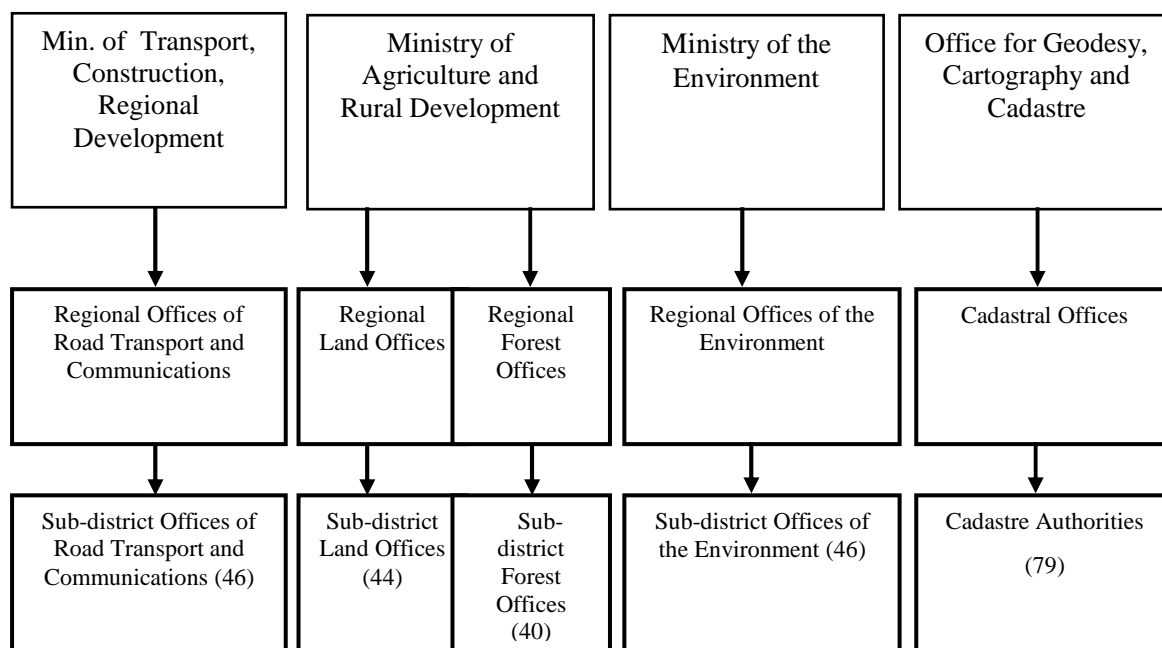 Min. of Transport,
Construction,
Regional
Development
Ministry of
Agriculture and
Rural Development
Ministry of the
Environment
Office for Geodesy,
Cartography and
Cadastre
Regional Offices of
Road Transport and
Communications
Regional
Land Offices
Regional
Forest
Offices
Regional Offices of the
Environment
Cadastral Offices
Sub-district Offices of
Road Transport and
Communications (46)
Sub-district
Land Offices
(44)
Sub-
district
Forest
Offices
(40)
Sub-district Offices of
the Environment (46)
Cadastre Authorities
(79)